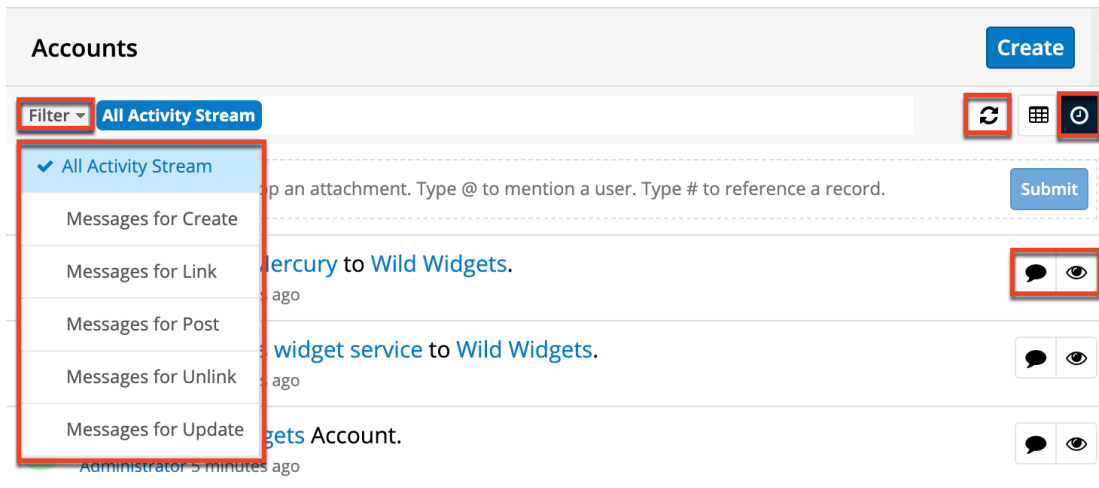 Accounts
Create
Filter All Activity Stream
All Activity Stream
an attachment. Type @ to mention a user. Type # to reference a record.
Submit
Messages for Create
to Wild Widgets.
Messages for Link
ago
Messages for Post
widget service to Wild Widgets.
Messages for Unlink
ago
Messages for Update
Account.
Administrator 5 minutes ago